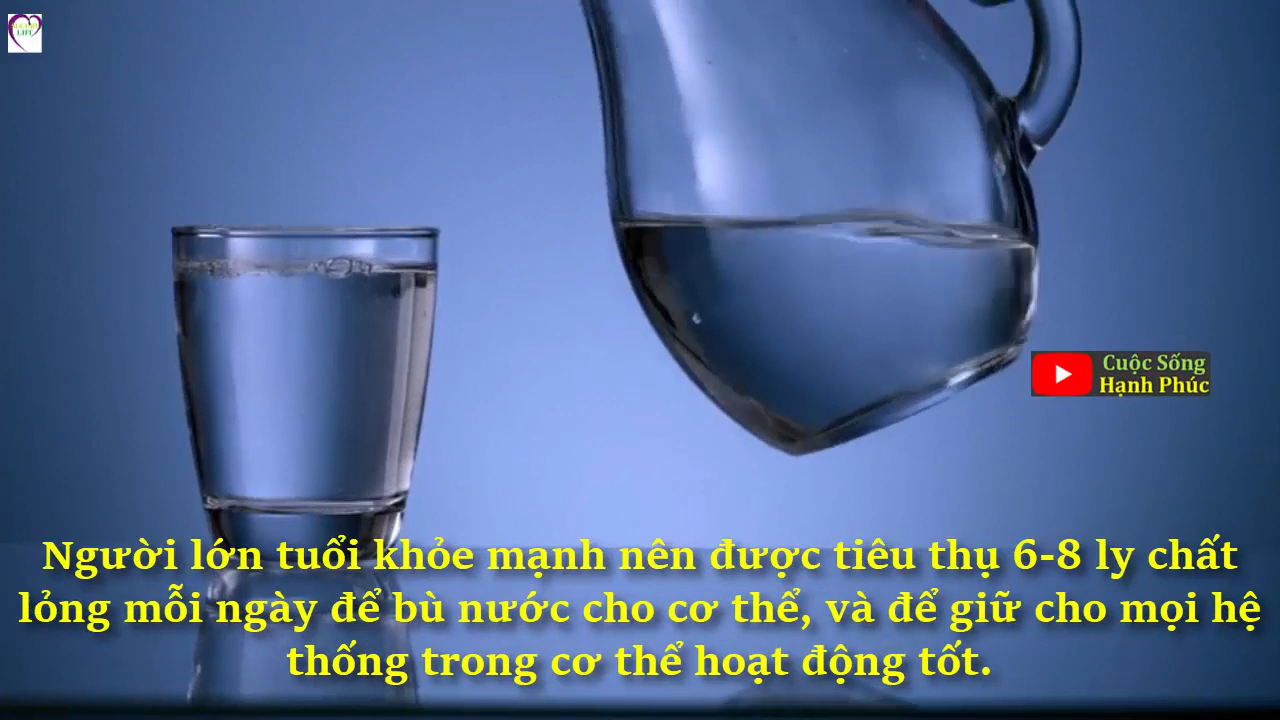 Cuộc Sống
Hạnh Phúc
Người lớn tuổi khỏe mạnh nên được tiêu thụ 6-8 ly chất
lỏng mỗi ngày để bù nước cho cơ thể, và để giữ cho mọi hệ
thống trong cơ thể hoạt động tốt.